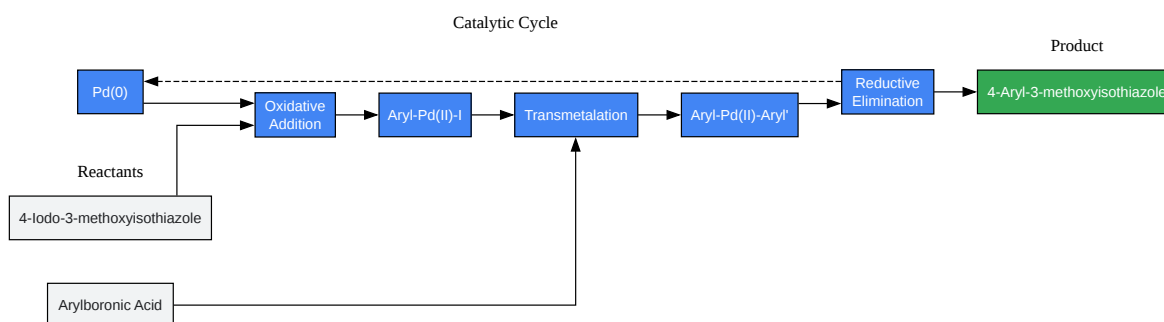 Catalytic Cycle
Product
Pd(0)
Oxidative
Addition
Aryl-Pd(II)-I
Transmetalation
Aryl-Pd(II)-Aryl'
Reductive
Elimination
4-Aryl-3-methoxyisothiazole
Reactants
4-Iodo-3-methoxyisothiazole
Arylboronic Acid